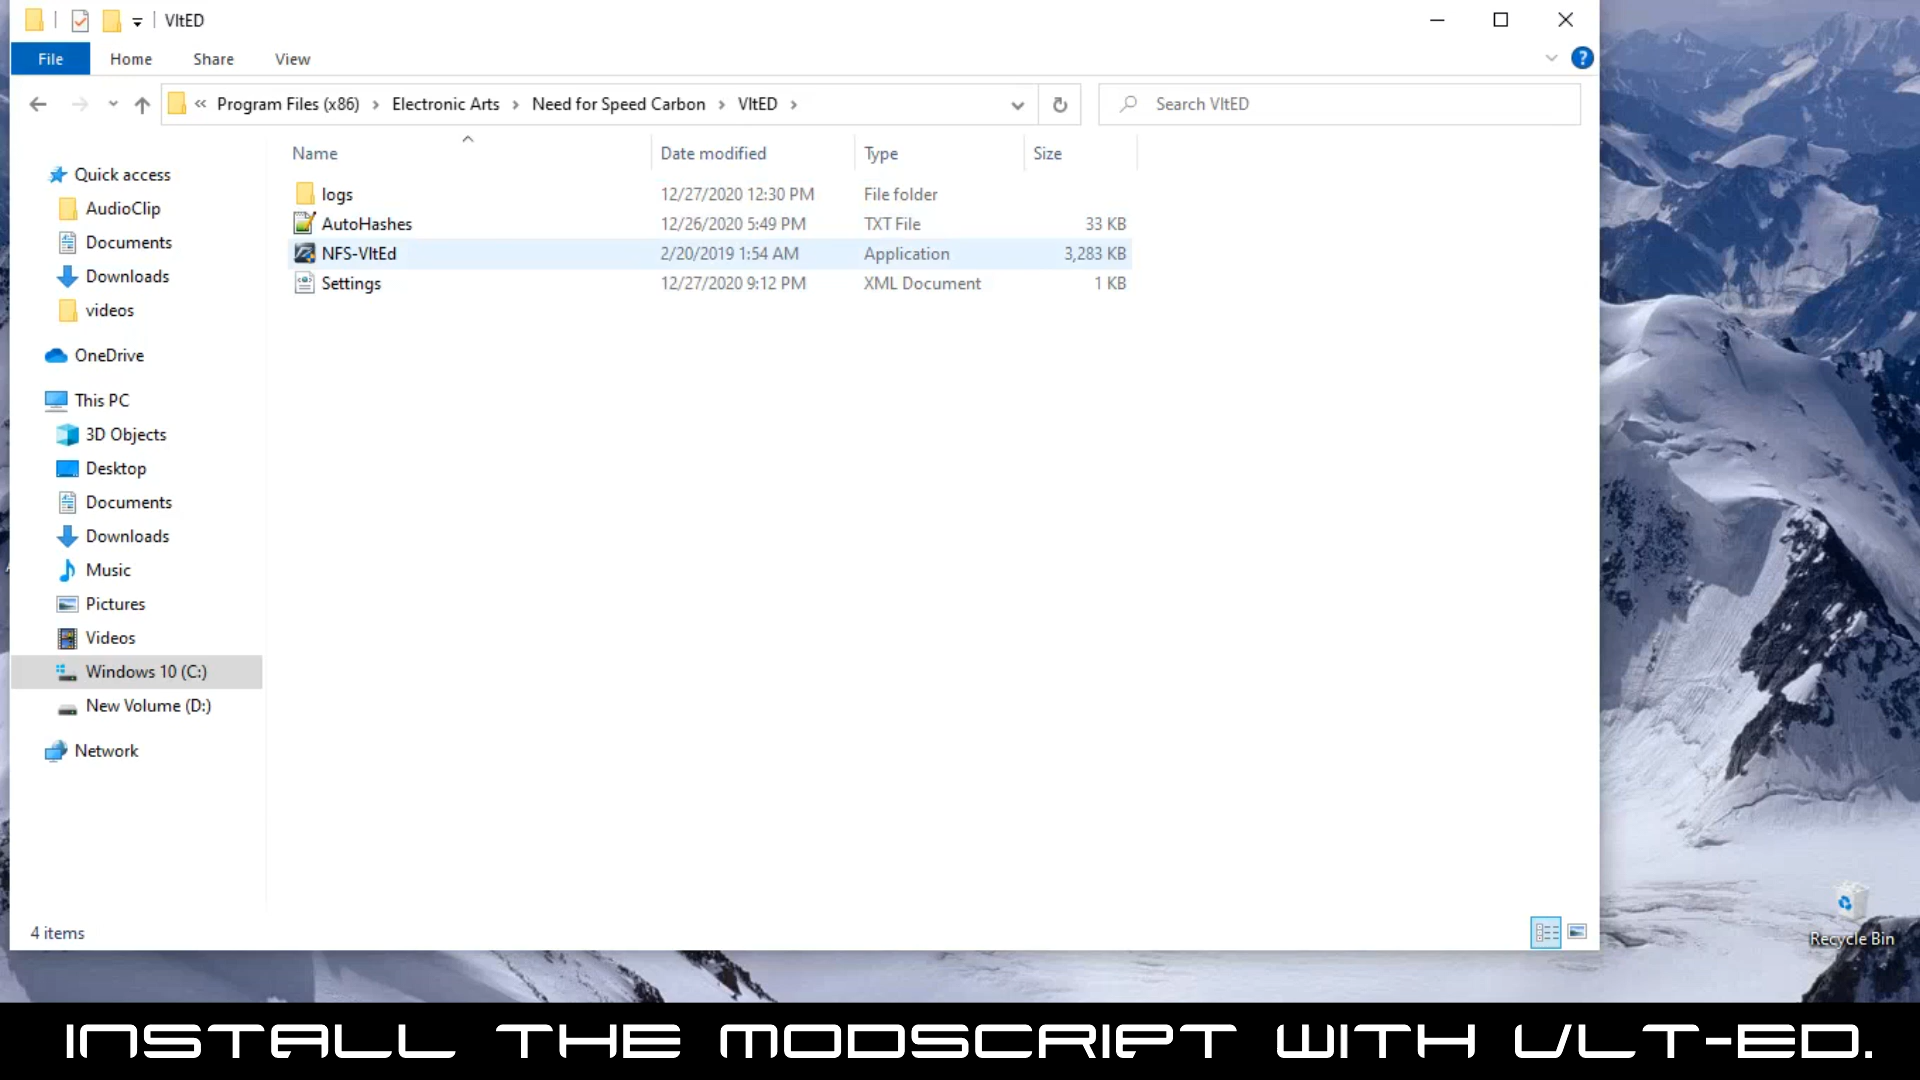 VltED
File Home Share View
« Program Files (x86) Electronic Arts Need for Speed Carbon VltED Search VltED
Name Date modified Type Size
logs 12/27/2020 12:30 PM File folder
AutoHashes 12/26/2020 5:49 PM TXT File 33 KB
NFS-VltEd 2/20/2019 1:54 AM Application 3,283 KB
Settings 12/27/2020 9:12 PM XML Document 1 KB
Quick access
AudioClip
Documents
Downloads
videos
OneDrive
This PC
3D Objects
Desktop
Documents
Downloads
Music
Pictures
Videos
Windows 10 (C:)
New Volume (D:)
Network
4 items
Recycle Bin
INSTALL THE MODSCRIPT WITH VLT-ED.